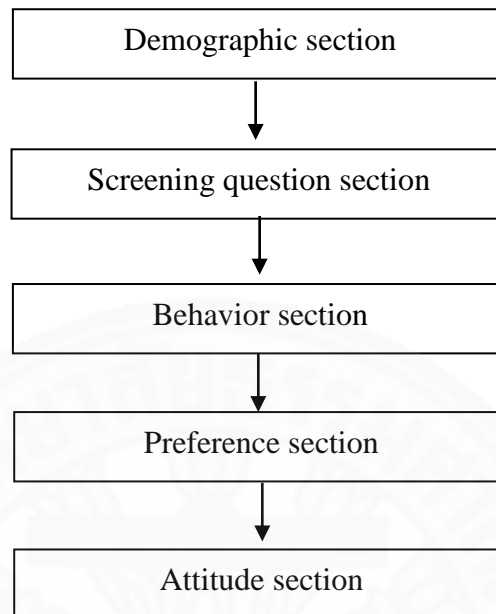 Demographic section
Screening question section
Behavior section
Preference section
Attitude section